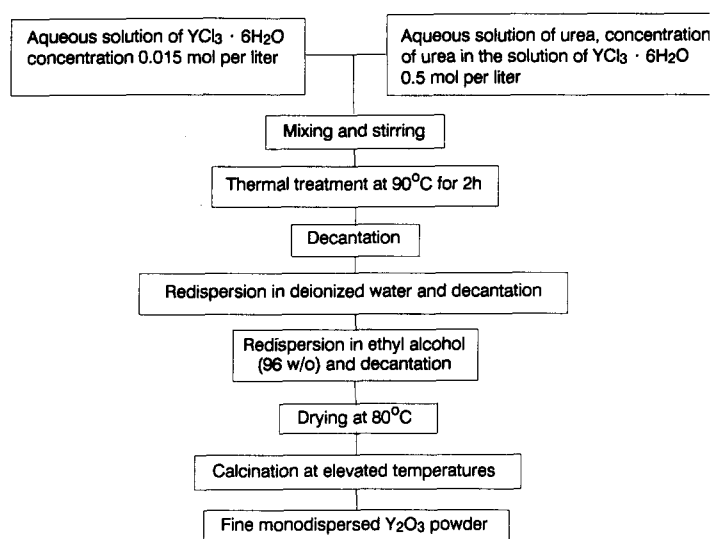 Aqueous solution of YCl₃ · 6H₂O
concentration 0.015 mol per liter
Aqueous solution of urea, concentration
of urea in the solution of YCl₃ · 6H₂O
0.5 mol per liter
Mixing and stirring
Thermal treatment at 90°C for 2h
Decantation
Redispersion in deionized water and decantation
Redispersion in ethyl alcohol
(96 w/o) and decantation
Drying at 80°C
Calcination at elevated temperatures
Fine monodispersed Y₂O₃ powder